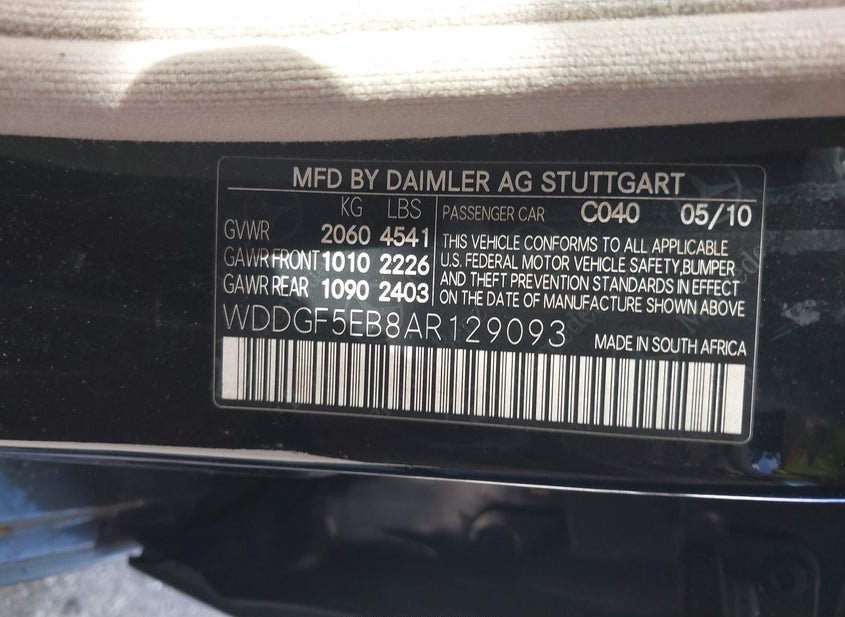 MFD BY DAIMLER AG STUTTGART
KG LBS
GVWR 2060 4541
GAWR FRONT 1010 2226
GAWR REAR 1090 2403
PASSENGER CAR C040 05/10
THIS VEHICLE CONFORMS TO ALL APPLICABLE
U.S. FEDERAL MOTOR VEHICLE SAFETY,BUMPER
AND THEFT PREVENTION STANDARDS IN EFFECT
ON THE DATE OF MANUFACTURE SHOWN ABOVE
WDDGF5EB8AR129093
MADE IN SOUTH AFRICA